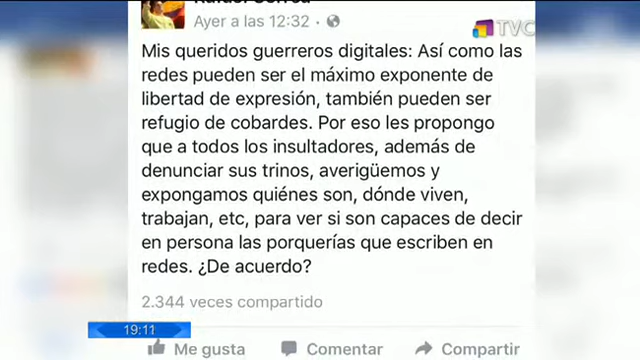 Rafael Correa
Ayer a las 12:32
TVC
Mis queridos guerreros digitales: Así como las
redes pueden ser el máximo exponente de
libertad de expresión, también pueden ser
refugio de cobardes. Por eso les propongo
que a todos los insultadores, además de
denunciar sus trinos, averigüemos y
expongamos quiénes son, dónde viven,
trabajan, etc, para ver si son capaces de decir
en persona las porquerías que escriben en
redes. ¿De acuerdo?
2.344 veces compartido
19:11
Me gusta Comentar Compartir